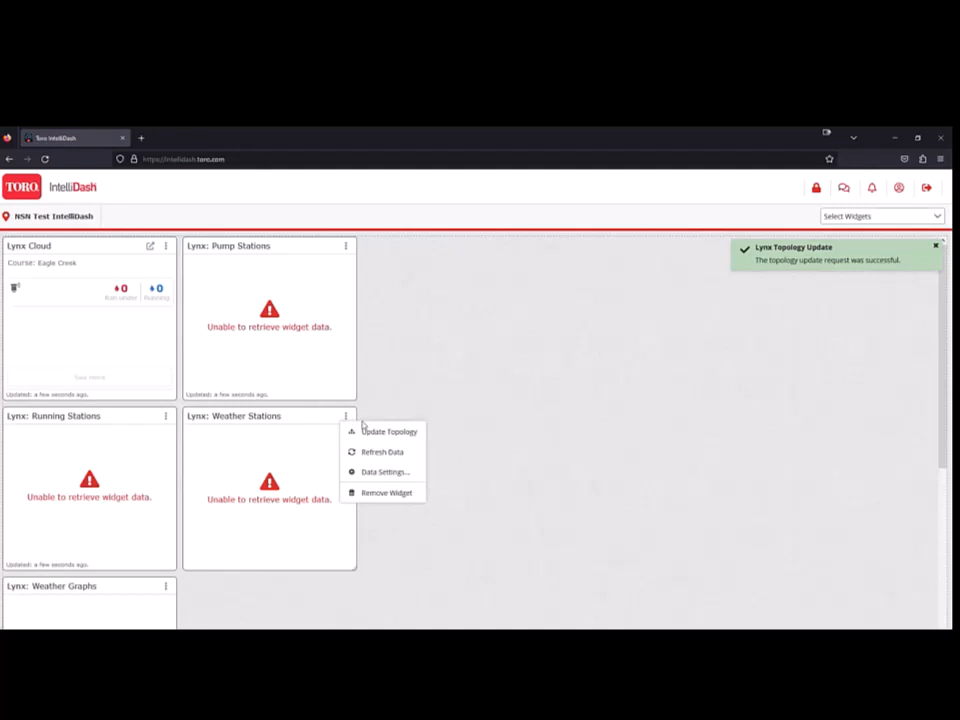 Toro IntelliDash
https://intellidash.toro.com
TORO IntelliDash
NSN Test IntelliDash
Select Widgets
Lynx Cloud
Course: Eagle Creek
0
Ran under
0
Running
See more
Updated: a few seconds ago.
Lynx: Pump Stations
Unable to retrieve widget data.
Updated: a few seconds ago.
Lynx Topology Update
The topology update request was successful.
Lynx: Running Stations
Unable to retrieve widget data.
Updated: a few seconds ago.
Lynx: Weather Stations
Unable to retrieve widget data.
Update Topology
Refresh Data
Data Settings...
Remove Widget
Lynx: Weather Graphs